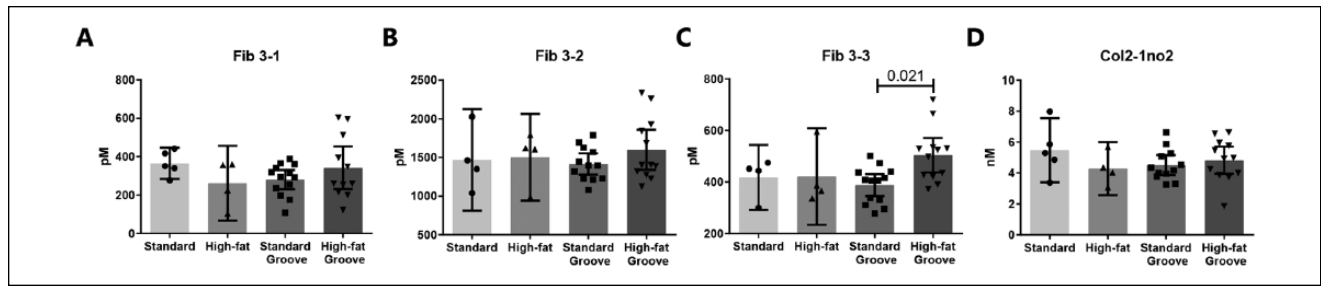 A
Fib 3-1
800
600
400
200
0
pM
Standard
High-fat
Standard
Groove
High-fat
Groove
B
Fib 3-2
2500
2000
1500
1000
500
pM
Standard
High-fat
Standard
Groove
High-fat
Groove
C
Fib 3-3
0.021
800
600
400
200
pM
Standard
High-fat
Standard
Groove
High-fat
Groove
D
Col2-1no2
10
8
6
4
2
0
nM
Standard
High-fat
Standard
Groove
High-fat
Groove